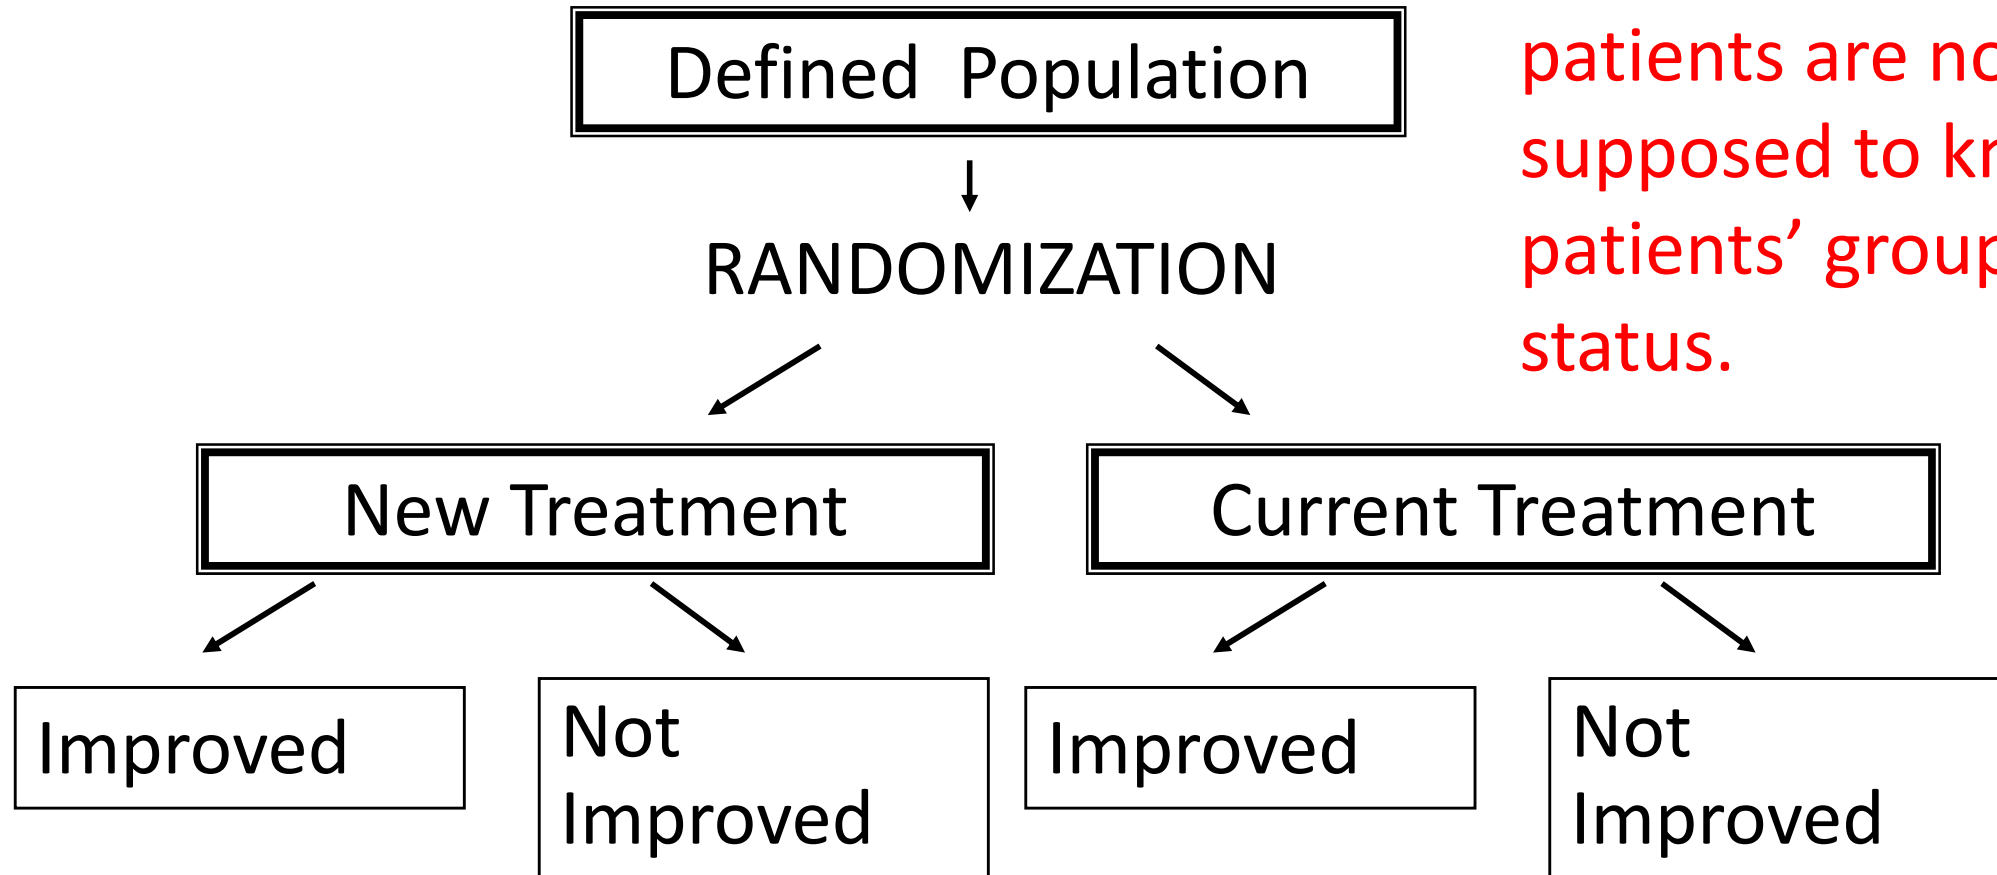 Defined Population
patients are
supposed to
patients’
status.
RANDOMIZATION
New Treatment
Current Treatment
Improved
Not
Improved
Improved
Not
Improved